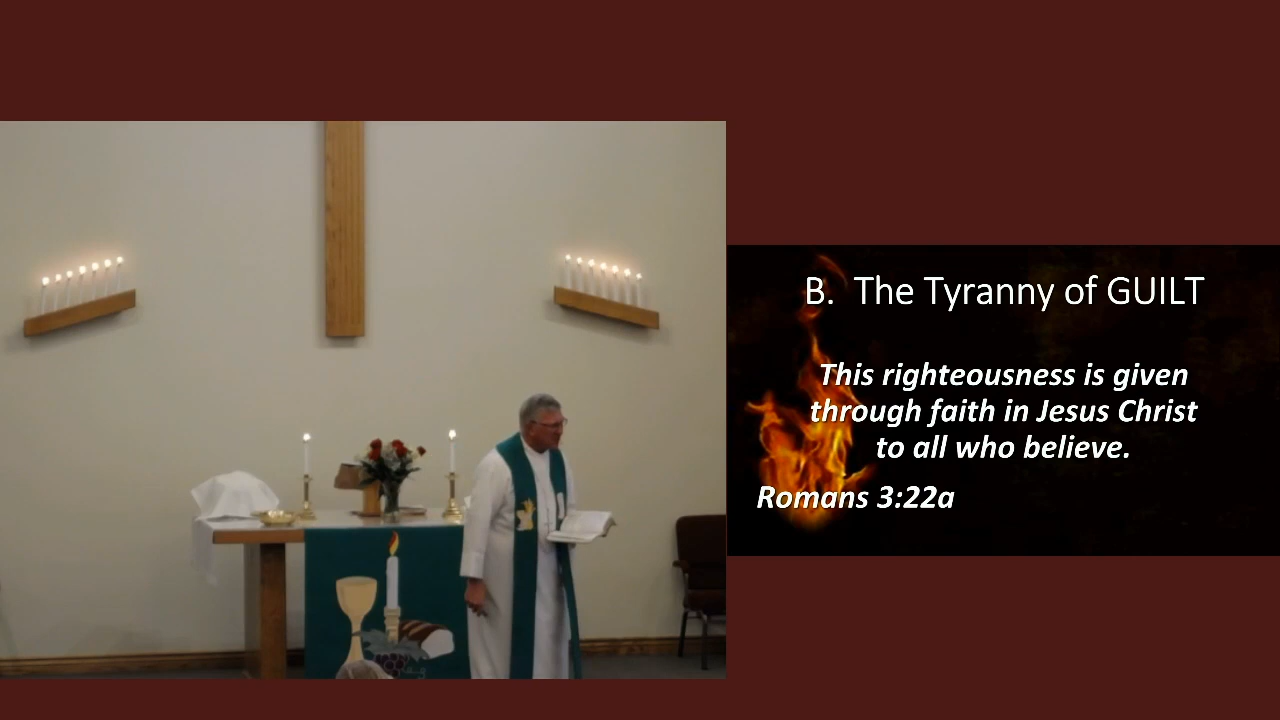 B. The Tyranny of GUILT
This righteousness is given
through faith in Jesus Christ
to all who believe.
Romans 3:22a